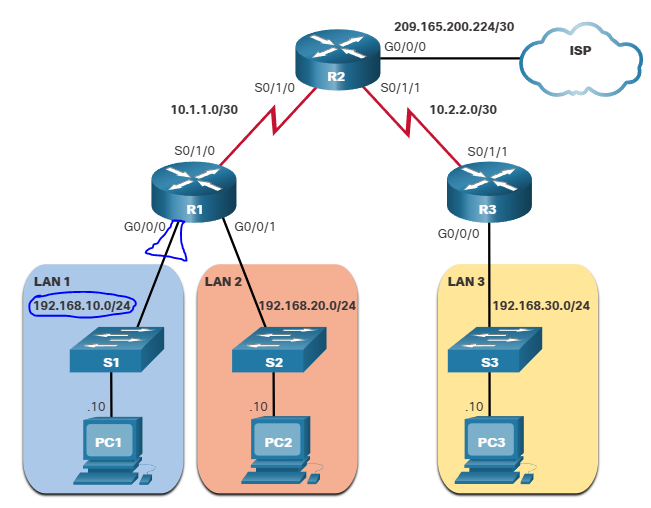 209.165.200.224/30
G0/0/0
ISP
R2
S0/1/0
S0/1/1
10.1.1.0/30
10.2.2.0/30
S0/1/0
S0/1/1
R1
R3
G0/0/0
G0/0/1
G0/0/0
LAN 1
LAN 2
LAN 3
192.168.10.0/24
192.168.20.0/24
192.168.30.0/24
S1
S2
S3
.10
.10
.10
PC1
PC2
PC3